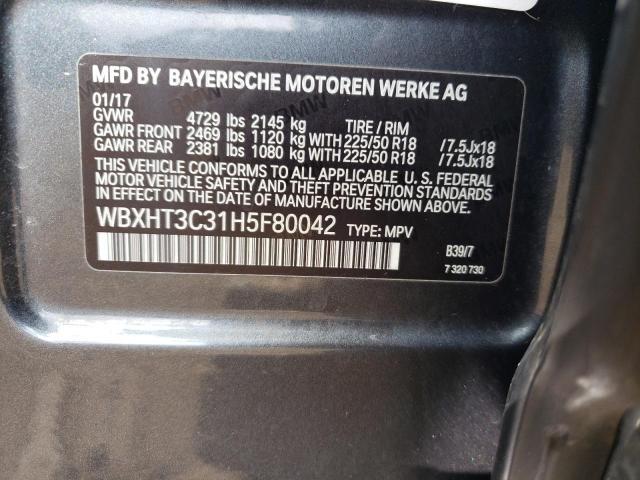 MFD BY BAYERISCHE MOTOREN WERKE AG
01/17
GVWR 4729 lbs 2145 kg TIRE / RIM
GAWR FRONT 2469 lbs 1120 kg WITH 225/50 R18 / 7.5Jx18
GAWR REAR 2381 lbs 1080 kg WITH 225/50 R18 / 7.5Jx18
THIS VEHICLE CONFORMS TO ALL APPLICABLE U. S. FEDERAL
MOTOR VEHICLE SAFETY AND THEFT PREVENTION STANDARDS
IN EFFECT ON THE DATE OF MANUFACTURE SHOWN ABOVE.
WBXHT3C31H5F80042 TYPE: MPV
B39/7
7 320 730